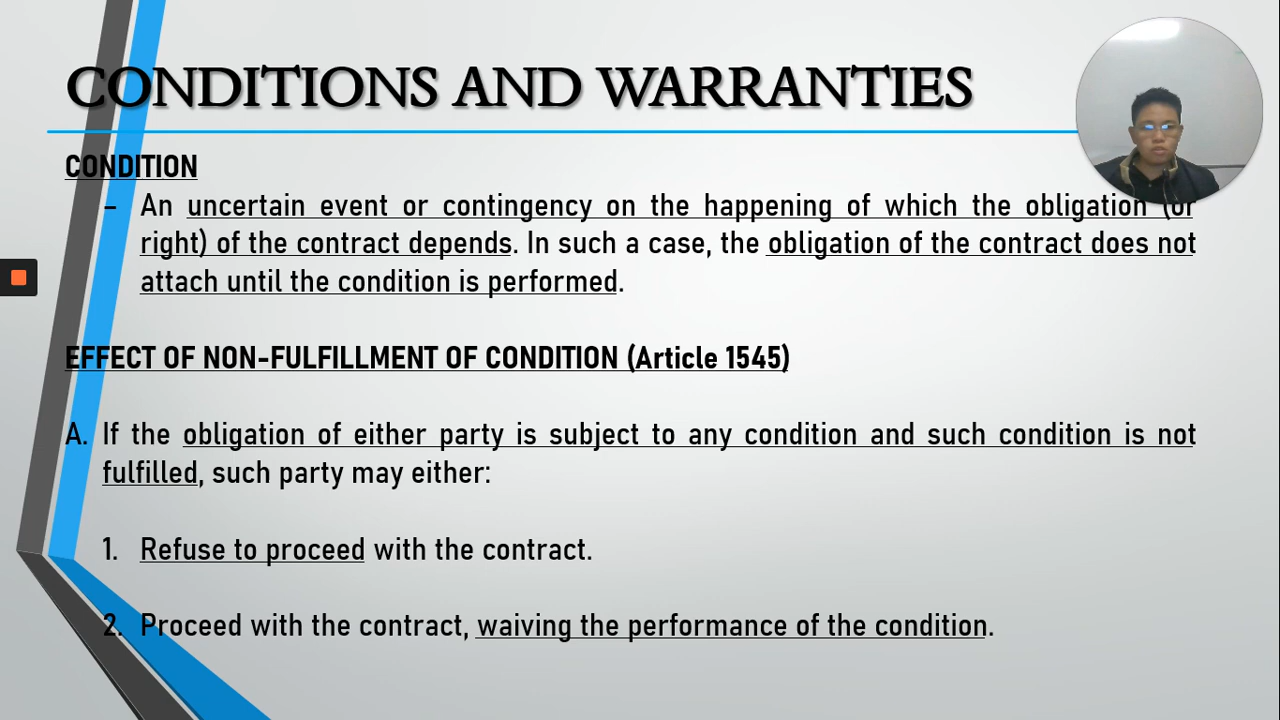 CONDITIONS AND WARRANTIES
CONDITION
– An uncertain event or contingency on the happening of which the obligation (or
right) of the contract depends. In such a case, the obligation of the contract does not
attach until the condition is performed.
EFFECT OF NON-FULFILLMENT OF CONDITION (Article 1545)
A. If the obligation of either party is subject to any condition and such condition is not
fulfilled, such party may either:
1. Refuse to proceed with the contract.
2. Proceed with the contract, waiving the performance of the condition.